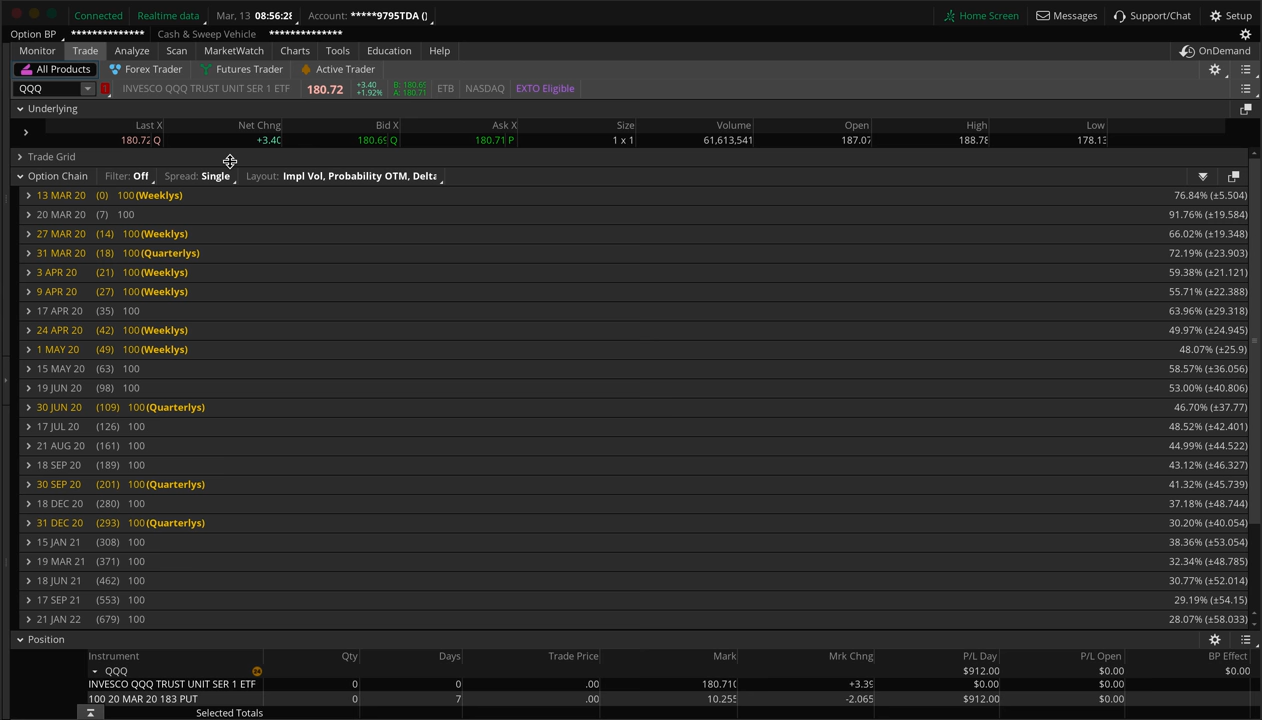 Connected Realtime data Mar, 13 08:56:28 Account: *****9795TDA () Home Screen Messages Support/Chat Setup
Option BP ************** Cash & Sweep Vehicle **************
Monitor Trade Analyze Scan MarketWatch Charts Tools Education Help OnDemand
All Products Forex Trader Futures Trader Active Trader
QQQ INVESCO QQQ TRUST UNIT SER 1 ETF 180.72 +3.40 +1.92% B: 180.69 A: 180.71 ETB NASDAQ EXTO Eligible
Underlying
Last X Net Chng Bid X Ask X Size Volume Open High Low
180.72 Q +3.40 180.69 Q 180.71 P 1 x 1 61,613,541 187.07 188.78 178.13
Trade Grid
Option Chain Filter: Off Spread: Single Layout: Impl Vol, Probability OTM, Delta
13 MAR 20 (0) 100 (Weeklys) 76.84% (±5.504)
20 MAR 20 (7) 100 91.76% (±19.584)
27 MAR 20 (14) 100 (Weeklys) 66.02% (±19.348)
31 MAR 20 (18) 100 (Quarterlys) 72.19% (±23.903)
3 APR 20 (21) 100 (Weeklys) 59.38% (±21.121)
9 APR 20 (27) 100 (Weeklys) 55.71% (±22.388)
17 APR 20 (35) 100 63.96% (±29.318)
24 APR 20 (42) 100 (Weeklys) 49.97% (±24.945)
1 MAY 20 (49) 100 (Weeklys) 48.07% (±25.9)
15 MAY 20 (63) 100 58.57% (±36.056)
19 JUN 20 (98) 100 53.00% (±40.806)
30 JUN 20 (109) 100 (Quarterlys) 46.70% (±37.77)
17 JUL 20 (126) 100 48.52% (±42.401)
21 AUG 20 (161) 100 44.99% (±44.522)
18 SEP 20 (189) 100 43.12% (±46.327)
30 SEP 20 (201) 100 (Quarterlys) 41.32% (±45.739)
18 DEC 20 (280) 100 37.18% (±48.744)
31 DEC 20 (293) 100 (Quarterlys) 30.20% (±40.054)
15 JAN 21 (308) 100 38.36% (±53.054)
19 MAR 21 (371) 100 32.34% (±48.785)
18 JUN 21 (462) 100 30.77% (±52.014)
17 SEP 21 (553) 100 29.19% (±54.15)
21 JAN 22 (679) 100 28.07% (±58.033)
Position
Instrument Qty Days Trade Price Mark Mrk Chng P/L Day P/L Open BP Effect
QQQ $912.00 $0.00 $0.00
INVESCO QQQ TRUST UNIT SER 1 ETF 0 0 .00 180.710 +3.39 $0.00 $0.00
100 20 MAR 20 183 PUT 0 7 .00 10.255 -2.065 $912.00 $0.00
Selected Totals